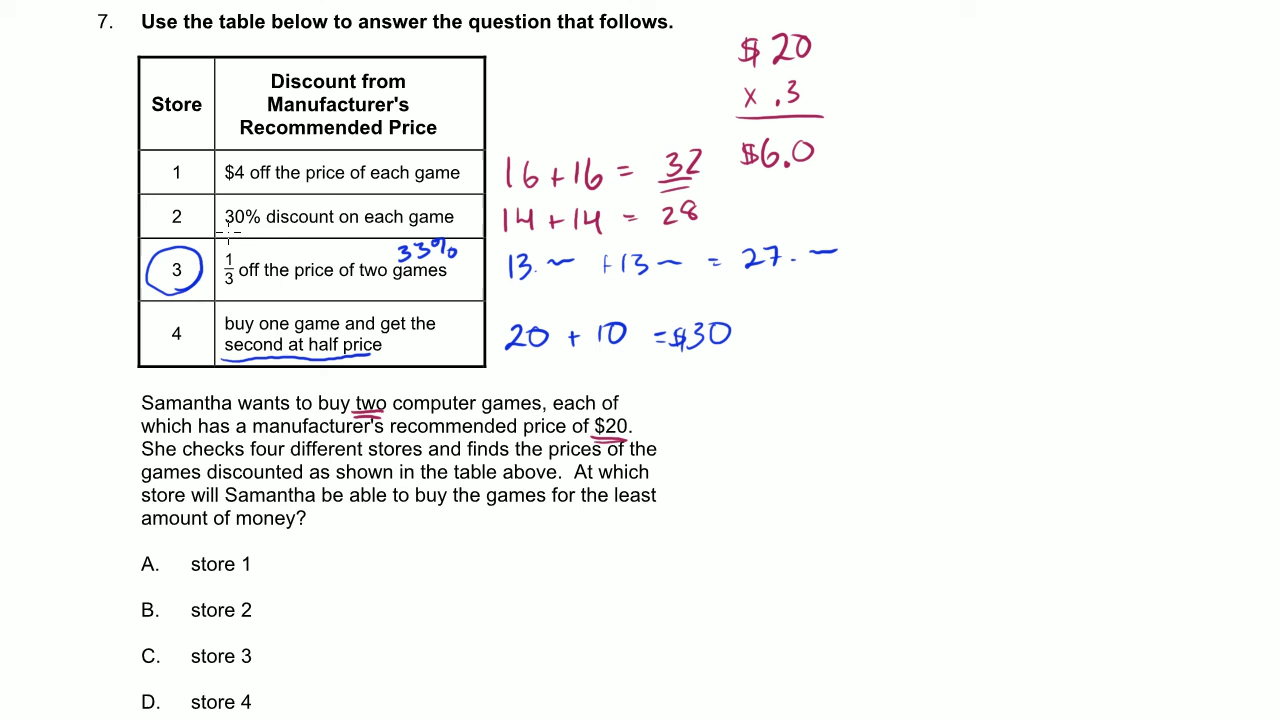 7. Use the table below to answer the question that follows.
$20
x .3
$6.0
Store
Discount from
Manufacturer's
Recommended Price
1 $4 off the price of each game 16+16 = 32
2 30% discount on each game 14+14 = 28
33%
3 1/3 off the price of two games 13. ~ +13 ~ = 27. ~
4 buy one game and get the
second at half price 20 + 10 = $30
Samantha wants to buy two computer games, each of
which has a manufacturer's recommended price of $20.
She checks four different stores and finds the prices of the
games discounted as shown in the table above. At which
store will Samantha be able to buy the games for the least
amount of money?
A. store 1
B. store 2
C. store 3
D. store 4